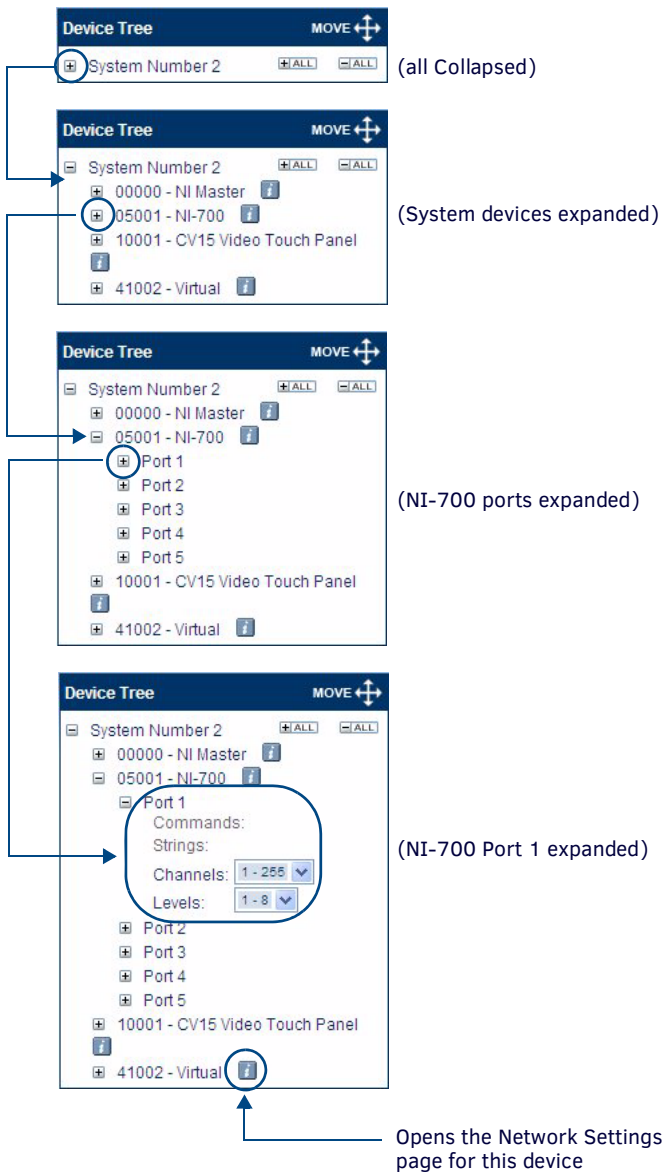 Device Tree MOVE
System Number 2 +ALL -ALL (all Collapsed)
Device Tree MOVE
System Number 2 +ALL -ALL
00000 - NI Master i
05001 - NI-700 i (System devices expanded)
10001 - CV15 Video Touch Panel
i
41002 - Virtual i
Device Tree MOVE
System Number 2 +ALL -ALL
00000 - NI Master i
05001 - NI-700 i
Port 1
Port 2
Port 3 (NI-700 ports expanded)
Port 4
Port 5
10001 - CV15 Video Touch Panel
i
41002 - Virtual i
Device Tree MOVE
System Number 2 +ALL -ALL
00000 - NI Master i
05001 - NI-700 i
Port 1
Commands:
Strings: (NI-700 Port 1 expanded)
Channels: 1 - 255
Levels: 1 - 8
Port 2
Port 3
Port 4
Port 5
10001 - CV15 Video Touch Panel
i
41002 - Virtual i
Opens the Network Settings
page for this device